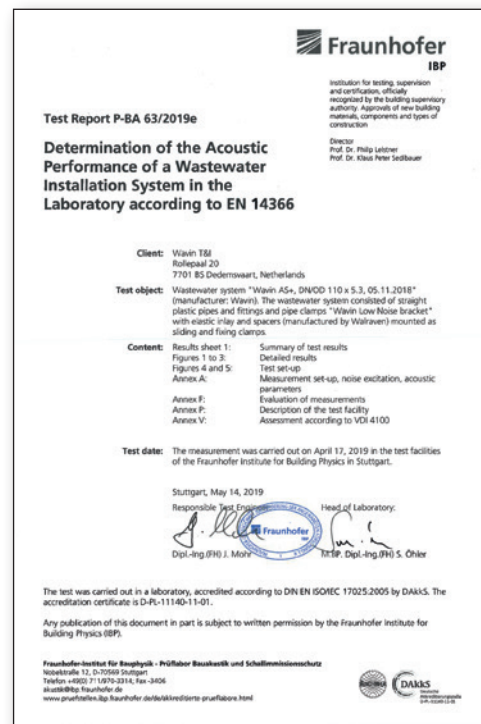 Fraunhofer
IBP
Institution for testing, supervision
and certification, officially
recognized by the building supervisory
authority. Approvals of new building
materials, components and types of
construction
Director
Prof. Dr. Philip Leistner
Prof. Dr. Klaus Peter Sedlbauer
Test Report P-BA 63/2019e
Determination of the Acoustic
Performance of a Wastewater
Installation System in the
Laboratory according to EN 14366
Client: Wavin T&I
Rollepaal 20
7701 BS Dedemsvaart, Netherlands
Test object: Wastewater system "Wavin AS+, DN/OD 110 x 5.3, 05.11.2018"
(manufacturer: Wavin). The wastewater system consisted of straight
plastic pipes and fittings and pipe clamps "Wavin Low Noise bracket"
with elastic inlay and spacers (manufactured by Walraven) mounted as
sliding and fixing clamps.
Content: Results sheet 1: Summary of test results
Figures 1 to 3: Detailed results
Figures 4 and 5: Test set-up
Annex A: Measurement set-up, noise excitation, acoustic
parameters
Annex F: Evaluation of measurements
Annex P: Description of the test facility
Annex V: Assessment according to VDI 4100
Test date: The measurement was carried out on April 17, 2019 in the test facilities
of the Fraunhofer Institute for Building Physics in Stuttgart.
Stuttgart, May 14, 2019
Responsible Test Engineer: Head of Laboratory:
Fraunhofer
Dipl.-Ing.(FH) J. Mohr M.BP. Dipl.-Ing.(FH) S. Öhler
The test was carried out in a laboratory, accredited according to DIN EN ISO/IEC 17025:2005 by DAkkS. The
accreditation certificate is D-PL-11140-11-01.
Any publication of this document in part is subject to written permission by the Fraunhofer Institute for
Building Physics (IBP).
Fraunhofer-Institut für Bauphysik - Prüflabor Bauakustik und Schallimmissionsschutz
Nobelstraße 12, D-70569 Stuttgart
Telefon +49(0) 711/970-3314, Fax -3406
akustik@ibp.fraunhofer.de
www.pruefstellen.ibp.fraunhofer.de/de/akkreditierte-prueflabore.html
DAkkS
Deutsche
Akkreditierungsstelle
D-PL-11140-11-01